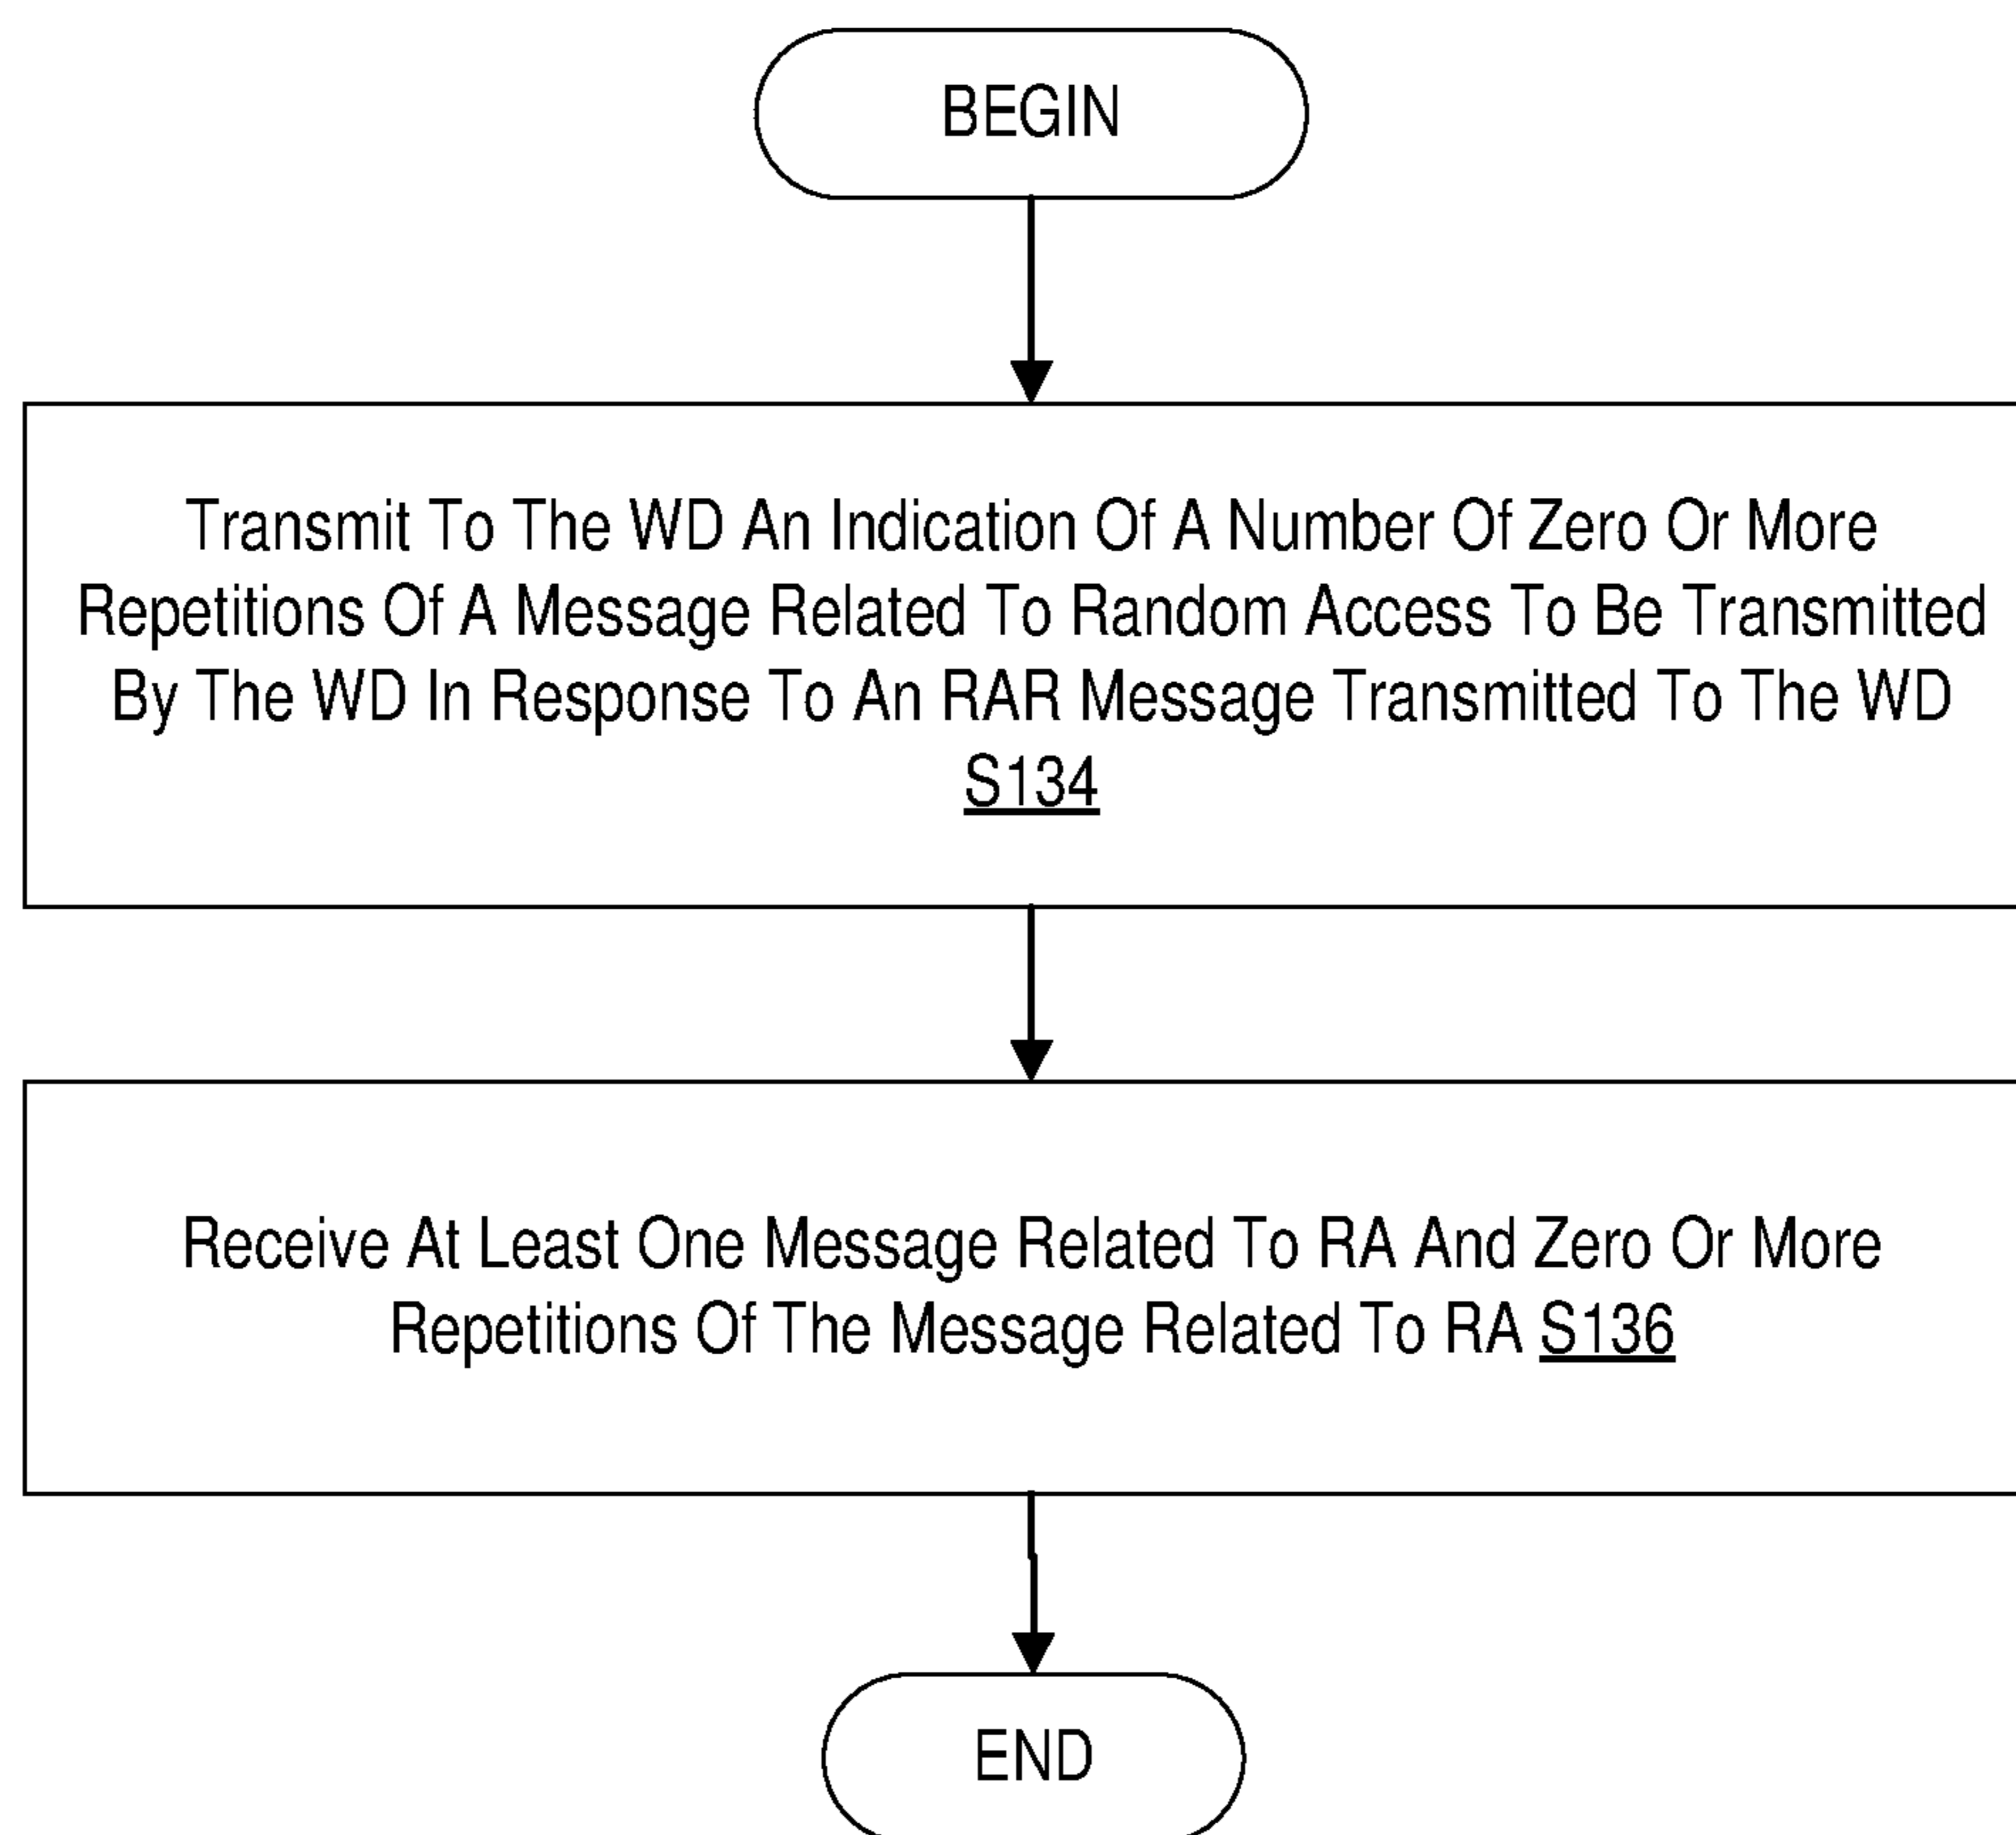 BEGIN
Transmit To The WD An Indication Of A Number Of Zero Or More
Repetitions Of A Message Related To Random Access To Be Transmitted
By The WD In Response To An RAR Message Transmitted To The WD
S134
Receive At Least One Message Related To RA And Zero Or More
Repetitions Of The Message Related To RA S136
END